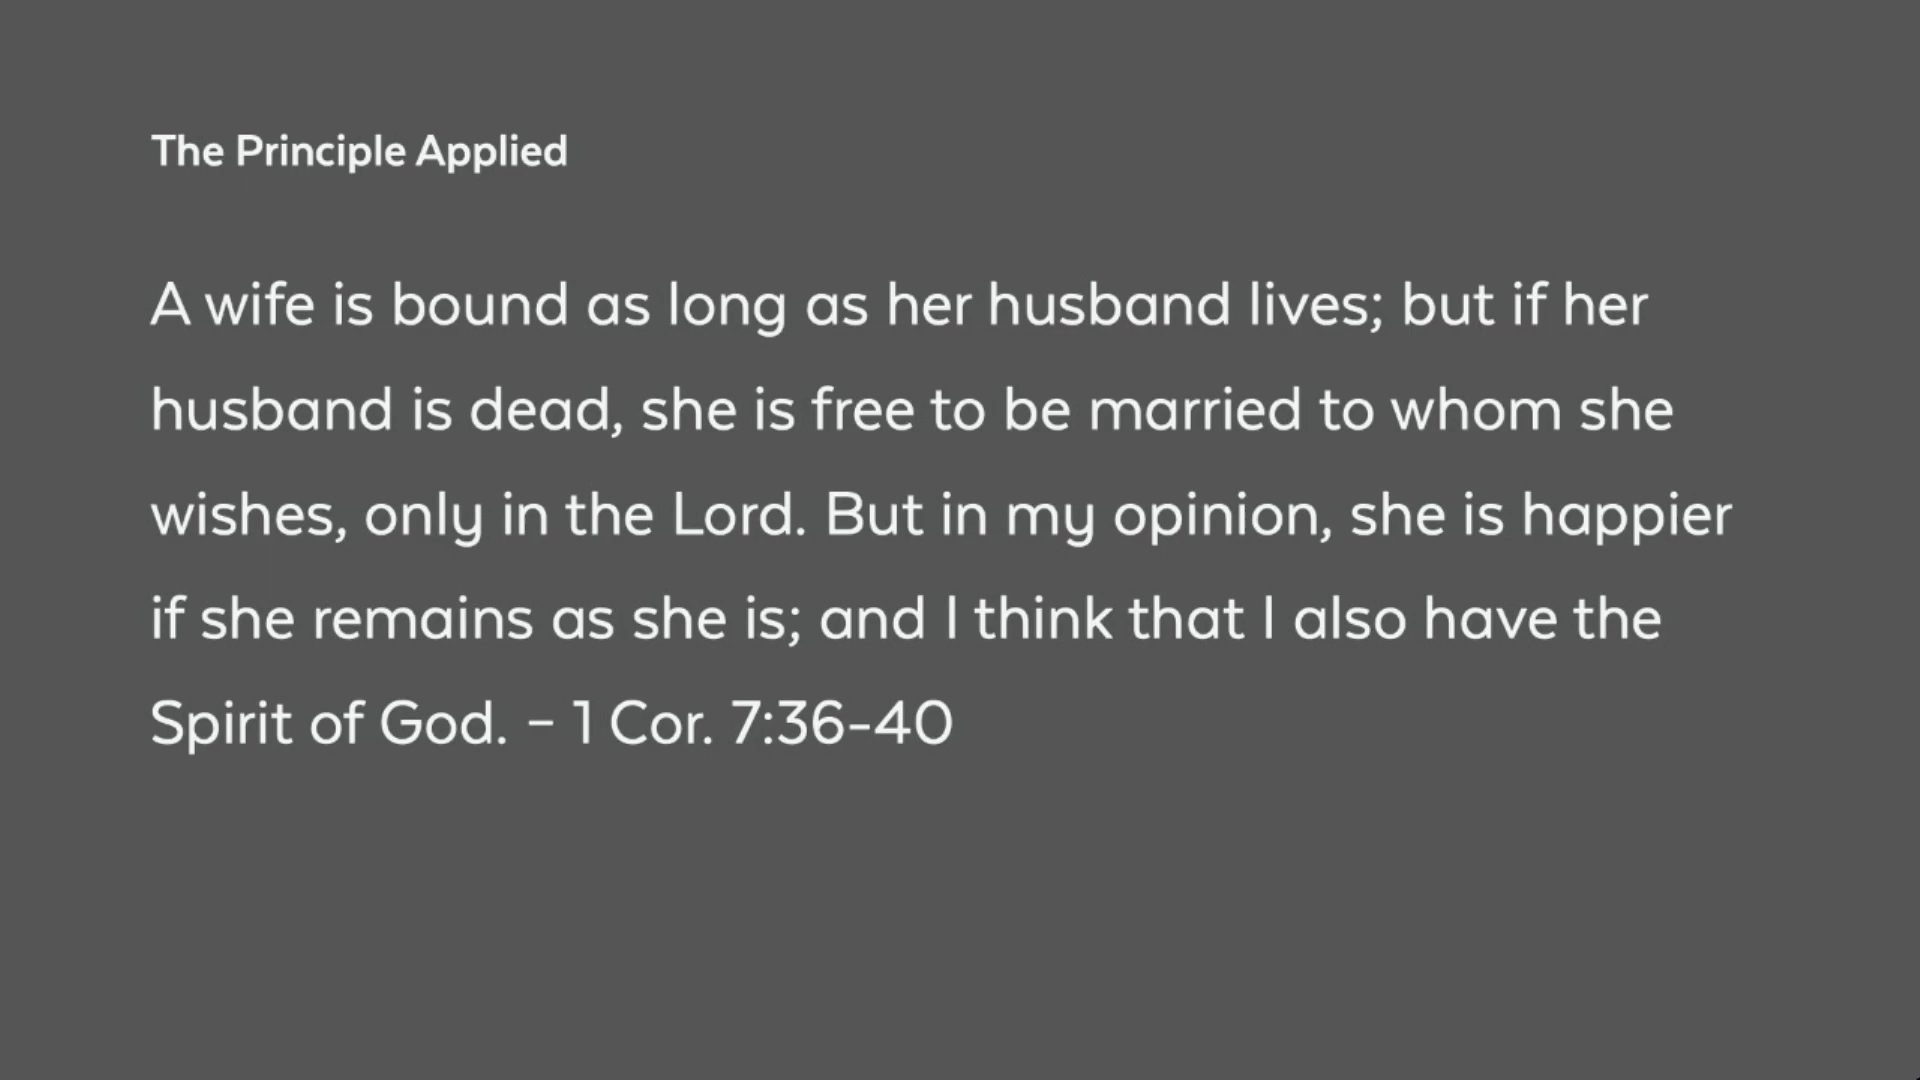 The Principle Applied
A wife is bound as long as her husband lives; but if her
husband is dead, she is free to be married to whom she
wishes, only in the Lord. But in my opinion, she is happier
if she remains as she is; and I think that I also have the
Spirit of God. – 1 Cor. 7:36-40